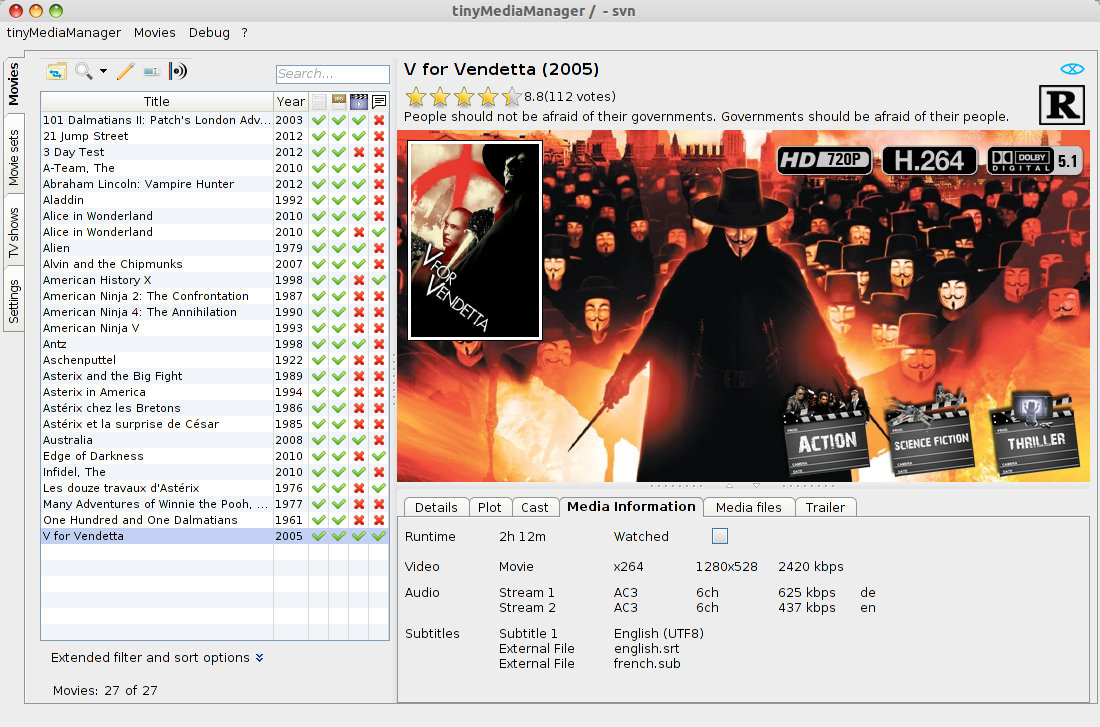 tinyMediaManager / - svn
tinyMediaManager Movies Debug ?
Movies
Movie sets
TV shows
Settings
Search...
Title Year
101 Dalmatians II: Patch's London Adv... 2003
21 Jump Street 2012
3 Day Test 2012
A-Team, The 2010
Abraham Lincoln: Vampire Hunter 2012
Aladdin 1992
Alice in Wonderland 2010
Alice in Wonderland 2010
Alien 1979
Alvin and the Chipmunks 2007
American History X 1998
American Ninja 2: The Confrontation 1987
American Ninja 4: The Annihilation 1990
American Ninja V 1993
Antz 1998
Aschenputtel 1922
Asterix and the Big Fight 1989
Asterix in America 1994
Astérix chez les Bretons 1986
Astérix et la surprise de César 1985
Australia 2008
Edge of Darkness 2010
Infidel, The 2010
Les douze travaux d'Astérix 1976
Many Adventures of Winnie the Pooh, ... 1977
One Hundred and One Dalmatians 1961
V for Vendetta 2005
Extended filter and sort options
Movies: 27 of 27
V for Vendetta (2005)
8.8(112 votes)
People should not be afraid of their governments. Governments should be afraid of their people.
R
HD 720P
H.264
DOLBY
DIGITAL
5.1
V FOR
VENDETTA
ACTION
SCIENCE FICTION
THRILLER
Details Plot Cast Media Information Media files Trailer
Runtime 2h 12m Watched
Video Movie x264 1280x528 2420 kbps
Audio Stream 1 AC3 6ch 625 kbps de
Stream 2 AC3 6ch 437 kbps en
Subtitles Subtitle 1 English (UTF8)
External File english.srt
External File french.sub